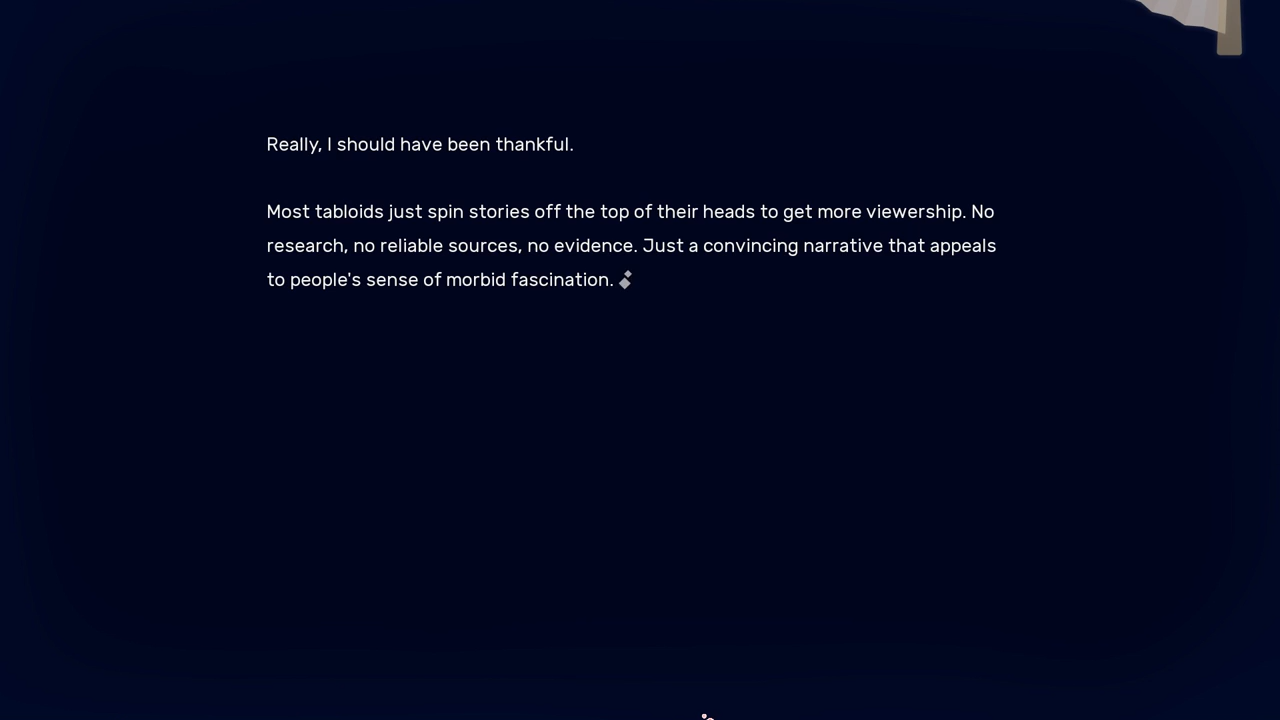 Really, I should have been thankful.
Most tabloids just spin stories off the top of their heads to get more viewership. No
research, no reliable sources, no evidence. Just a convincing narrative that appeals
to people's sense of morbid fascination.